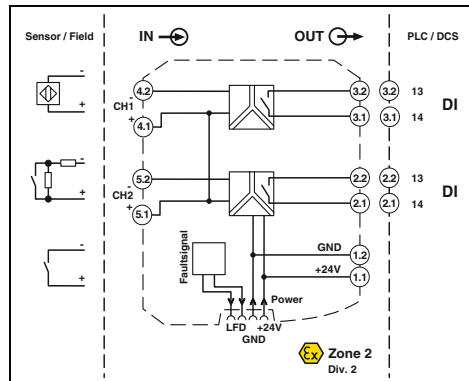 Sensor / Field
IN
OUT
PLC / DCS
-
+
4.2
-
CH1
+
4.1
3.2
3.2
13
3.1
3.1
14
DI
-
+
5.2
-
CH2
+
5.1
2.2
2.2
13
2.1
2.1
14
DI
-
+
Faultsignal
GND
1.2
+24V
1.1
Power
LFD
+24V
GND
Ex
Zone 2
Div. 2